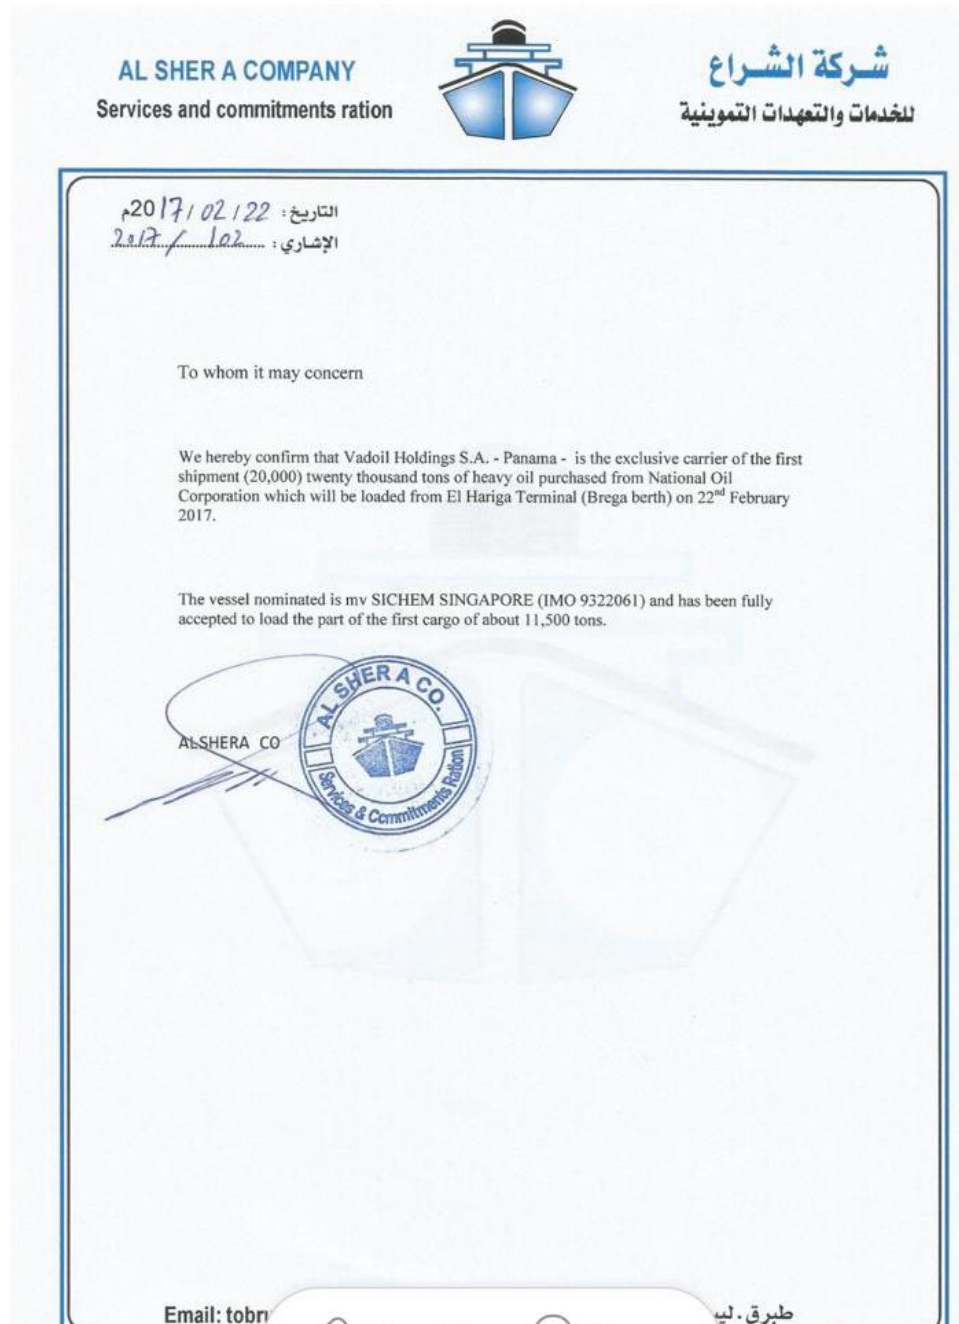 AL SHER A COMPANY
Services and commitments ration
شركة الشراع
للخدمات والتعهدات التموينية
التاريخ: 2017/02/22م
الإشاري: 102 / 2017
To whom it may concern
We hereby confirm that Vadoil Holdings S.A. - Panama - is the exclusive carrier of the first
shipment (20,000) twenty thousand tons of heavy oil purchased from National Oil
Corporation which will be loaded from El Hariga Terminal (Brega berth) on 22nd February
2017.
The vessel nominated is mv SICHEM SINGAPORE (IMO 9322061) and has been fully
accepted to load the part of the first cargo of about 11,500 tons.
ALSHERA CO
AL SHER A CO.
Services & Commitments Ration
Email:
طبرق .